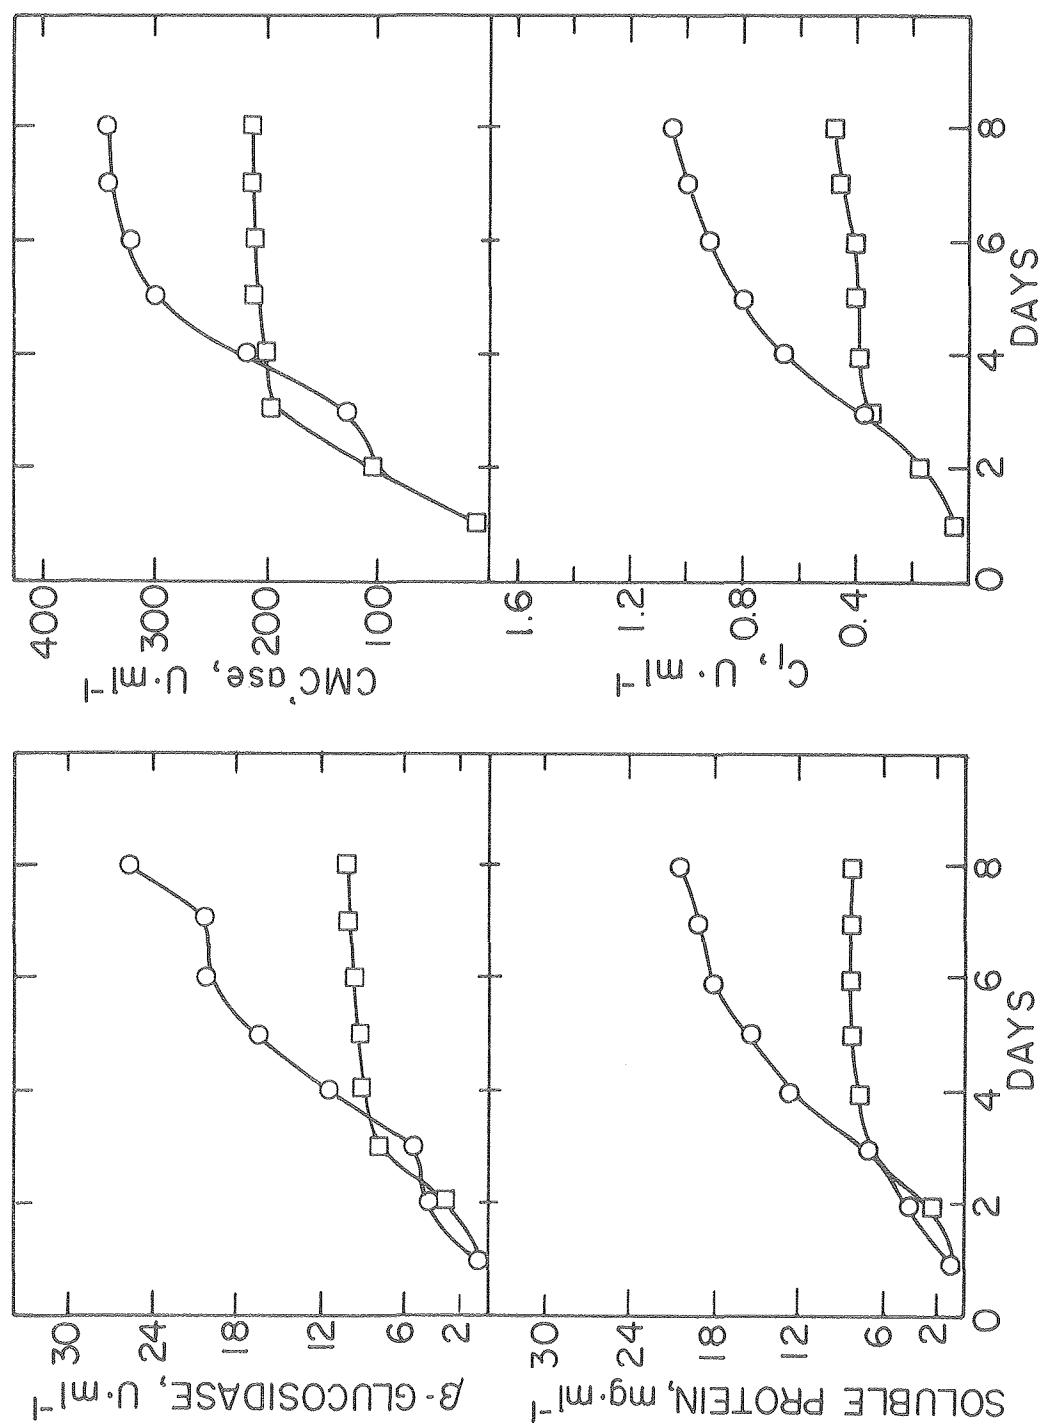 β-GLUCOSIDASE, U·ml⁻¹
30
24
18
12
6
2
SOLUBLE PROTEIN, mg·ml⁻¹
30
24
18
12
6
2
0 2 4 6 8
DAYS
CMC'ase, U·ml⁻¹
400
300
200
100
C₁, U·ml⁻¹
1.6
1.2
0.8
0.4
0 2 4 6 8
DAYS